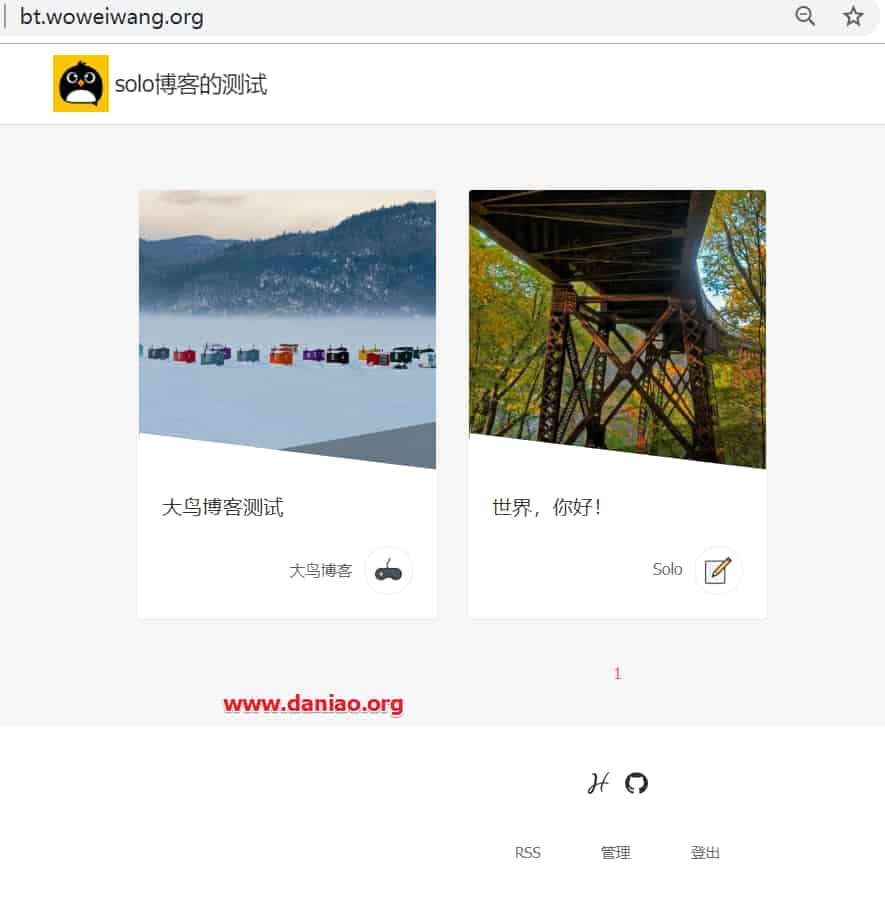 bt.woweiwang.org
solo博客的测试
大鸟博客测试
世界，你好！
大鸟博客
Solo
1
www.daniao.org
RSS 管理 登出